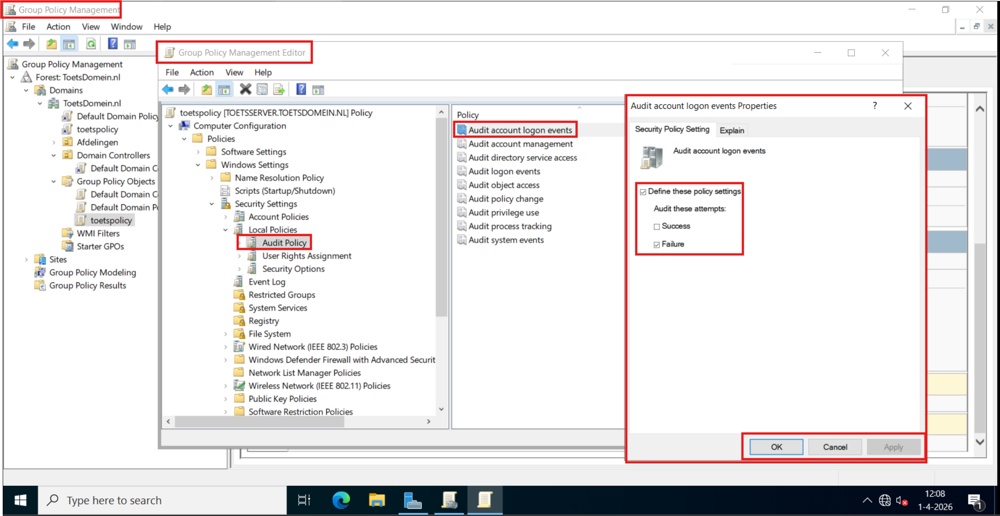 Group Policy Management
File Action View Window Help
Group Policy Management
Forest: ToetsDomein.nl
Domains
ToetsDomein.nl
Default Domain Policy
toetspolicy
Afdelingen
Domain Controllers
Default Domain C
Group Policy Objects
Default Domain C
Default Domain Po
toetspolicy
WMI Filters
Starter GPOs
Sites
Group Policy Modeling
Group Policy Results
Group Policy Management Editor
File Action View Help
toetspolicy [TOETSSERVER.TOETSDOMEIN.NL] Policy
Computer Configuration
Policies
Software Settings
Windows Settings
Name Resolution Policy
Scripts (Startup/Shutdown)
Security Settings
Account Policies
Local Policies
Audit Policy
User Rights Assignment
Security Options
Event Log
Restricted Groups
System Services
Registry
File System
Wired Network (IEEE 802.3) Policies
Windows Defender Firewall with Advanced Securit
Network List Manager Policies
Wireless Network (IEEE 802.11) Policies
Public Key Policies
Software Restriction Policies
Policy
Audit account logon events
Audit account management
Audit directory service access
Audit logon events
Audit object access
Audit policy change
Audit privilege use
Audit process tracking
Audit system events
Audit account logon events Properties ?
Security Policy Setting Explain
Audit account logon events
Define these policy settings
Audit these attempts:
Success
Failure
OK Cancel Apply
Type here to search
12:08
1-4-2026
1